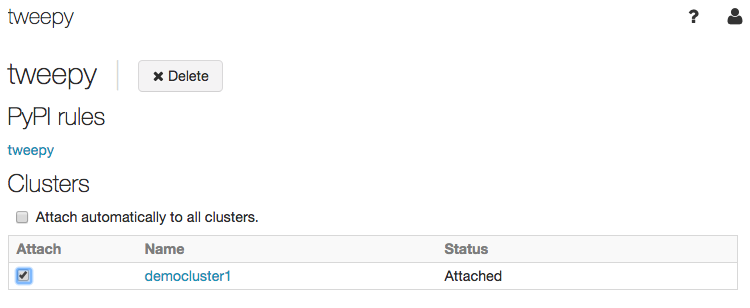 tweepy
?
tweepy
✖ Delete
PyPI rules
tweepy
Clusters
Attach automatically to all clusters.
Attach Name Status
democluster1 Attached